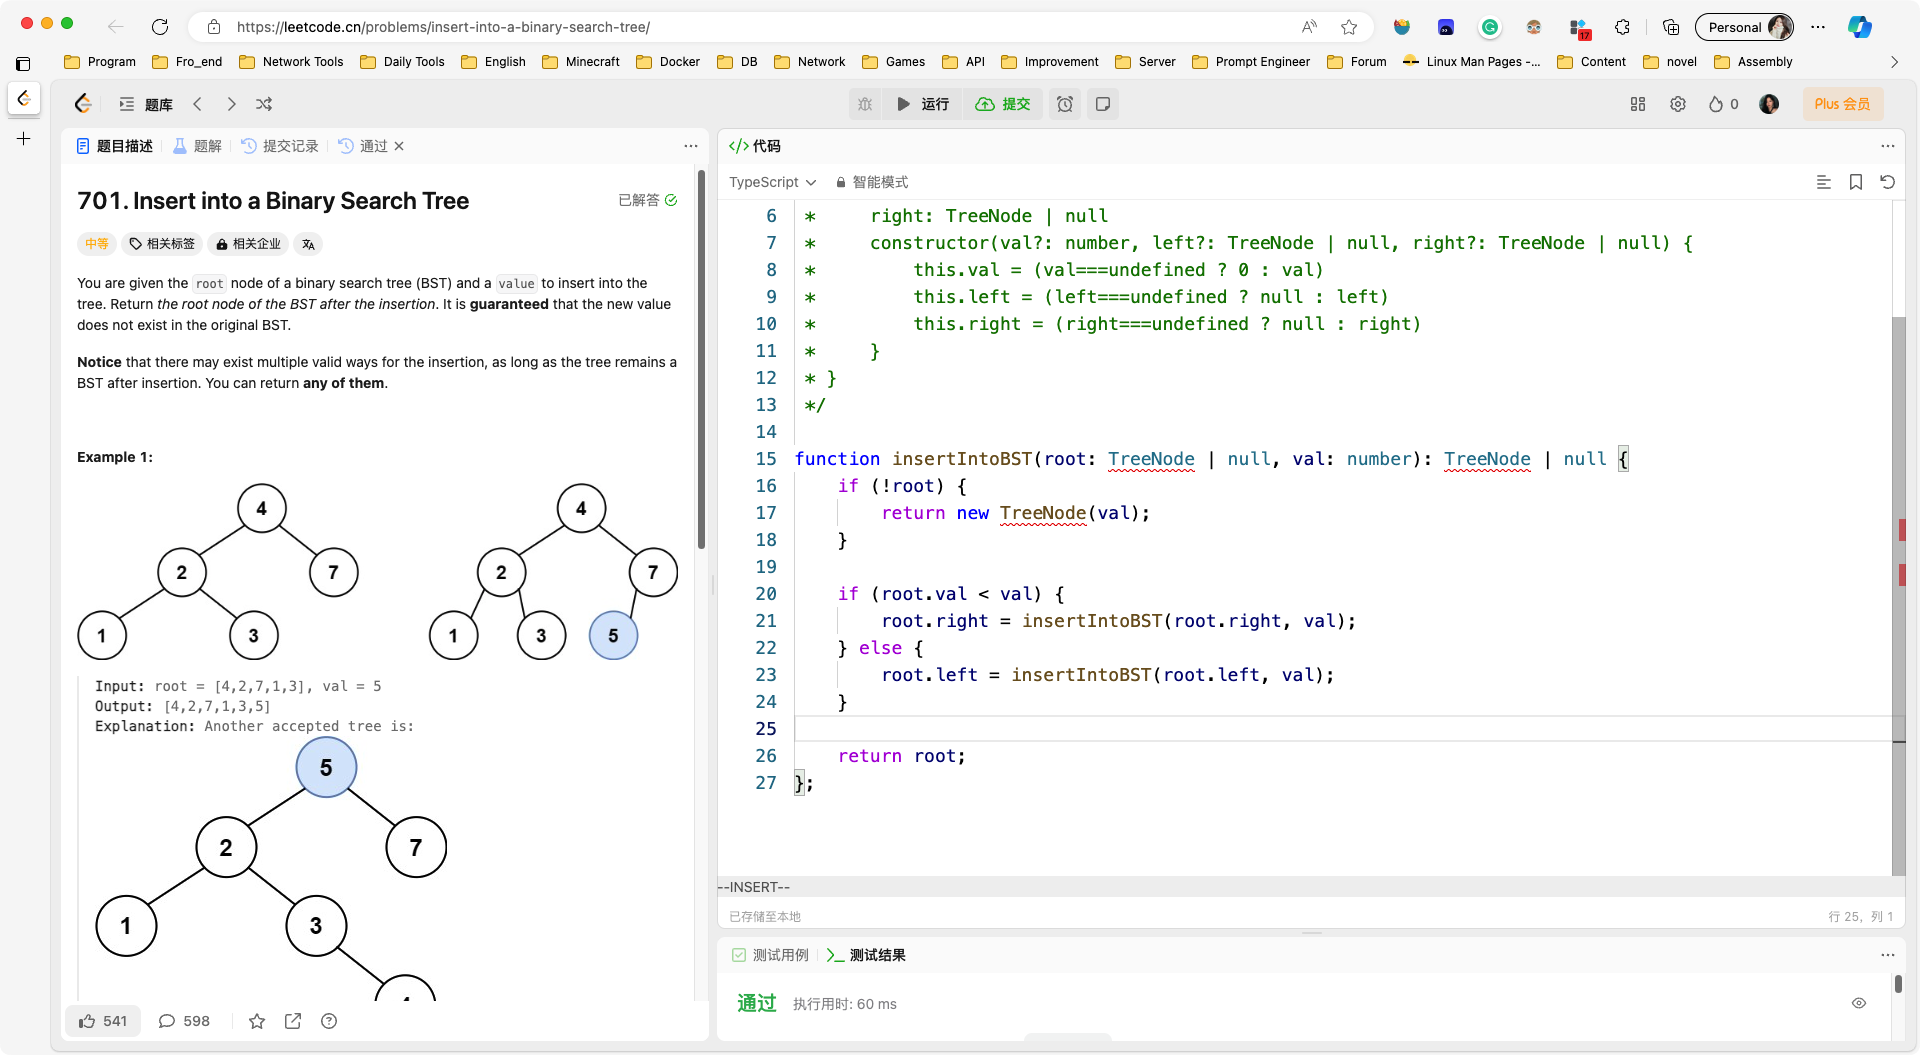 https://leetcode.cn/problems/insert-into-a-binary-search-tree/
17
Personal
Program
Fro_end
Network Tools
Daily Tools
English
Minecraft
Docker
DB
Network
Games
API
Improvement
Server
Prompt Engineer
Forum
Linux Man Pages -...
Content
novel
Assembly
题库
运行
提交
0
Plus 会员
题目描述
题解
提交记录
通过
701. Insert into a Binary Search Tree
已解答
中等
相关标签
相关企业
You are given the root node of a binary search tree (BST) and a value to insert into the
tree. Return the root node of the BST after the insertion. It is guaranteed that the new value
does not exist in the original BST.
Notice that there may exist multiple valid ways for the insertion, as long as the tree remains a
BST after insertion. You can return any of them.
Example 1:
4
2
7
1
3
4
2
7
1
3
5
Input: root = [4,2,7,1,3], val = 5
Output: [4,2,7,1,3,5]
Explanation: Another accepted tree is:
5
2
7
1
3
541
598
</> 代码
TypeScript
智能模式
6 *     right: TreeNode | null
7 *     constructor(val?: number, left?: TreeNode | null, right?: TreeNode | null) {
8 *         this.val = (val===undefined ? 0 : val)
9 *         this.left = (left===undefined ? null : left)
10 *         this.right = (right===undefined ? null : right)
11 *     }
12 * }
13 */
14
15 function insertIntoBST(root: TreeNode | null, val: number): TreeNode | null {
16     if (!root) {
17         return new TreeNode(val);
18     }
19
20     if (root.val < val) {
21         root.right = insertIntoBST(root.right, val);
22     } else {
23         root.left = insertIntoBST(root.left, val);
24     }
25
26     return root;
27 };
--INSERT--
已存储至本地
行 25, 列 1
测试用例
测试结果
通过
执行用时: 60 ms